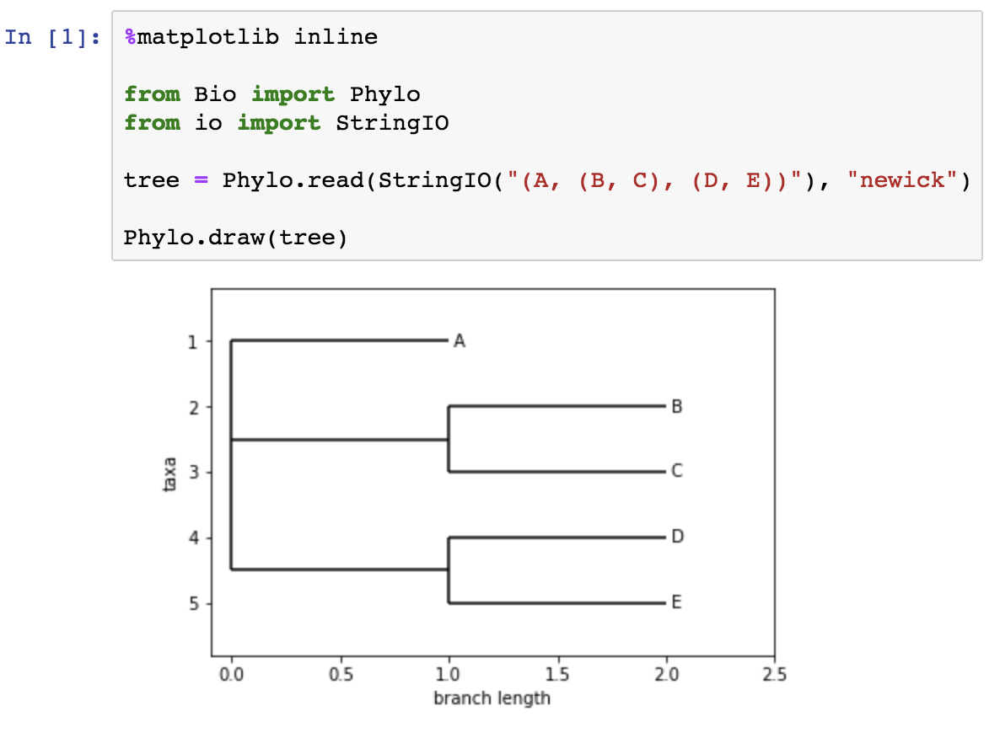 In [1]: %matplotlib inline
from Bio import Phylo
from io import StringIO
tree = Phylo.read(StringIO("(A, (B, C), (D, E))"), "newick")
Phylo.draw(tree)
1
A
2
B
taxa
3
C
4
D
5
E
0.0 0.5 1.0 1.5 2.0 2.5
branch length